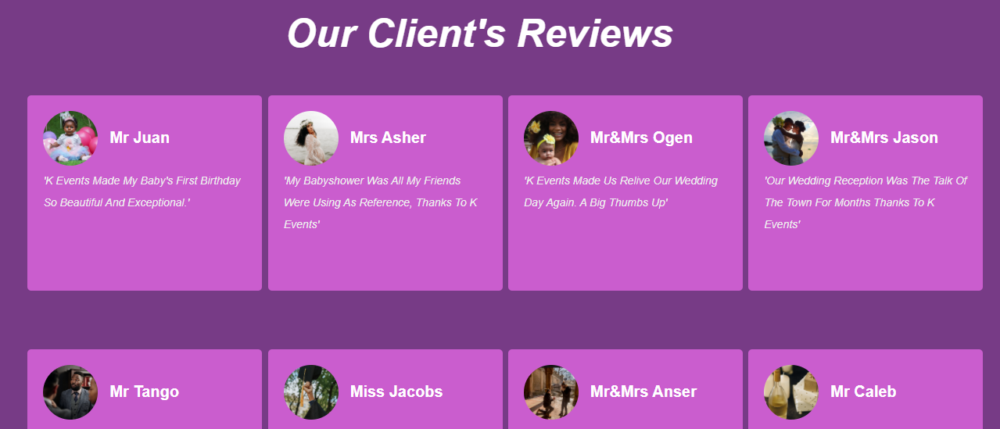 Our Client's Reviews
Mr Juan
'K Events Made My Baby's First Birthday
So Beautiful And Exceptional.'
Mrs Asher
'My Babyshower Was All My Friends
Were Using As Reference, Thanks To K
Events'
Mr&Mrs Ogen
'K Events Made Us Relive Our Wedding
Day Again. A Big Thumbs Up'
Mr&Mrs Jason
'Our Wedding Reception Was The Talk Of
The Town For Months Thanks To K
Events'
Mr Tango
Miss Jacobs
Mr&Mrs Anser
Mr Caleb